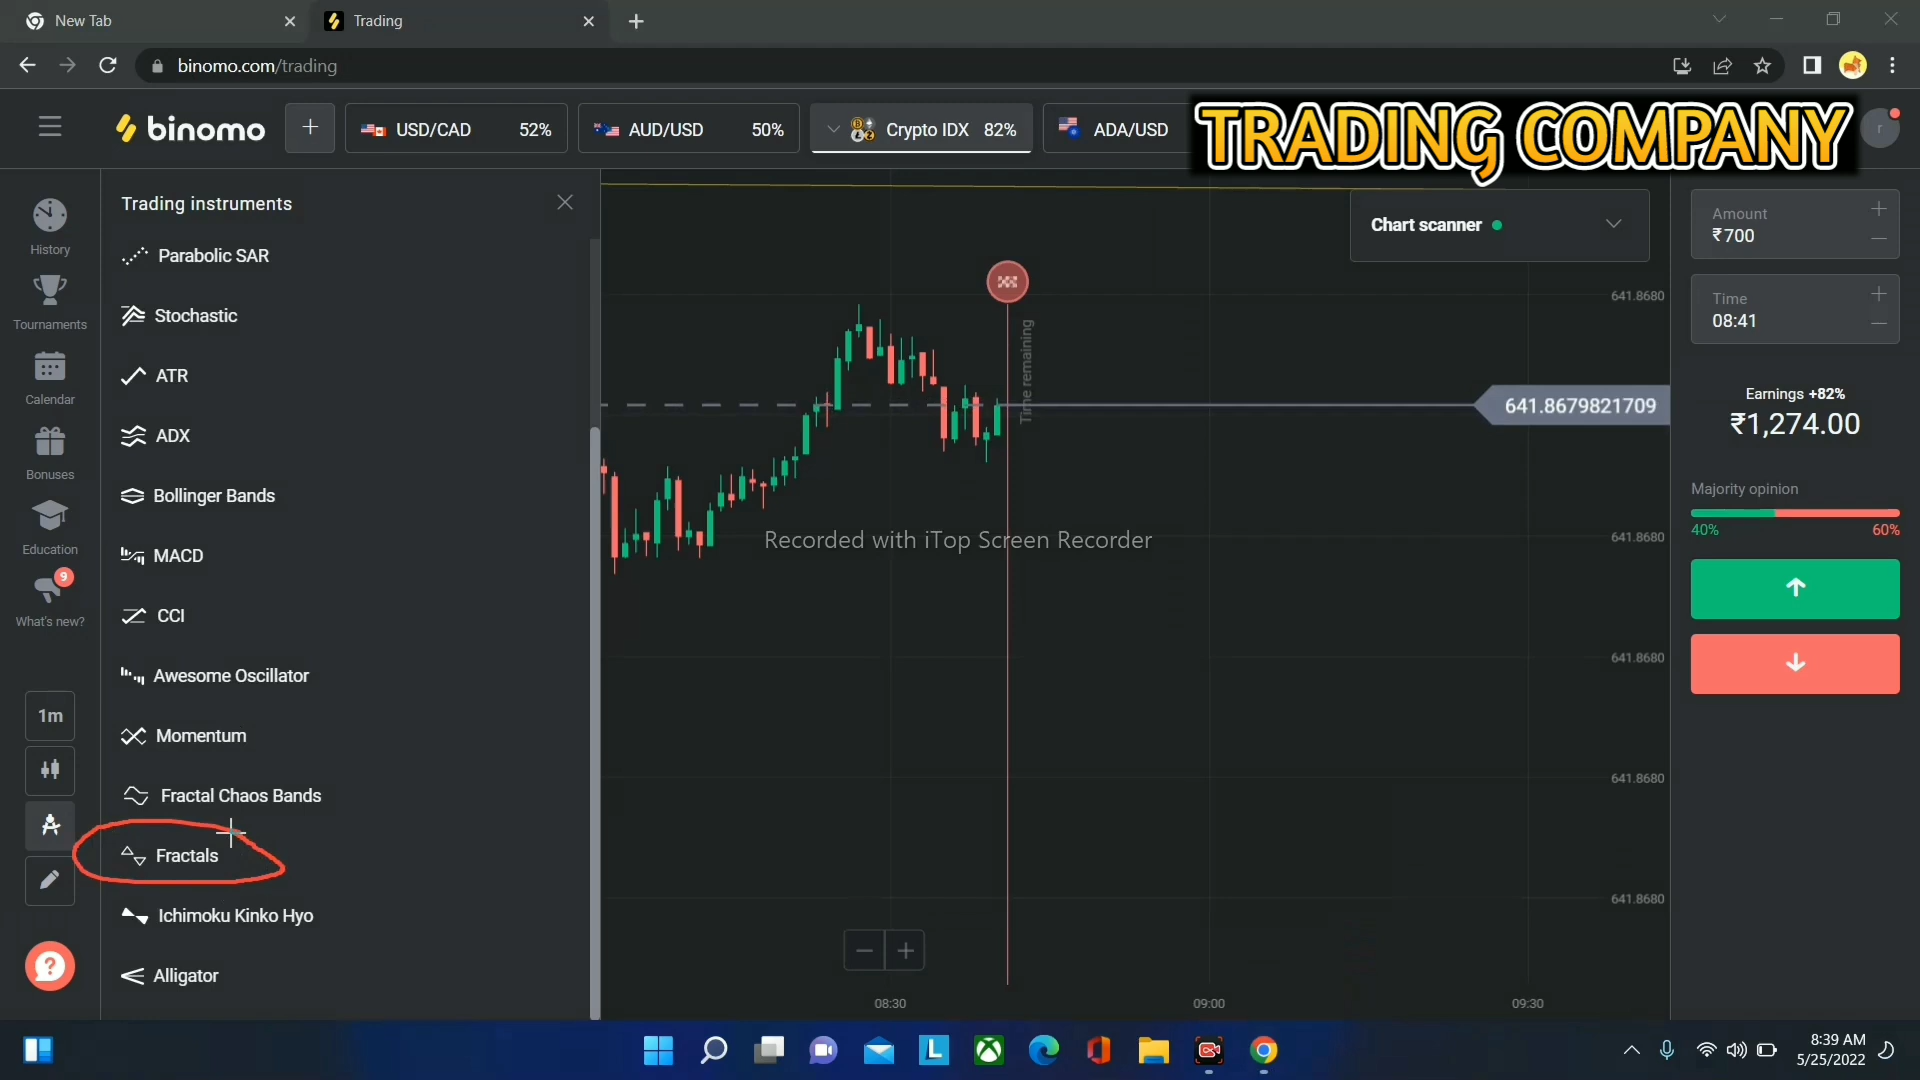 New Tab
Trading
binomo.com/trading
binomo
USD/CAD 52%
AUD/USD 50%
Crypto IDX 82%
ADA/USD
TRADING COMPANY
r
History
Tournaments
Calendar
Bonuses
Education
9
What's new?
1m
?
Trading instruments
Parabolic SAR
Stochastic
ATR
ADX
Bollinger Bands
MACD
CCI
Awesome Oscillator
Momentum
Fractal Chaos Bands
Fractals
Ichimoku Kinko Hyo
Alligator
Chart scanner
Time remaining
641.8680
641.8679821709
641.8680
641.8680
641.8680
641.8680
Recorded with iTop Screen Recorder
08:30
09:00
09:30
Amount
₹700
Time
08:41
Earnings +82%
₹1,274.00
Majority opinion
40% 60%
L
8:39 AM
5/25/2022